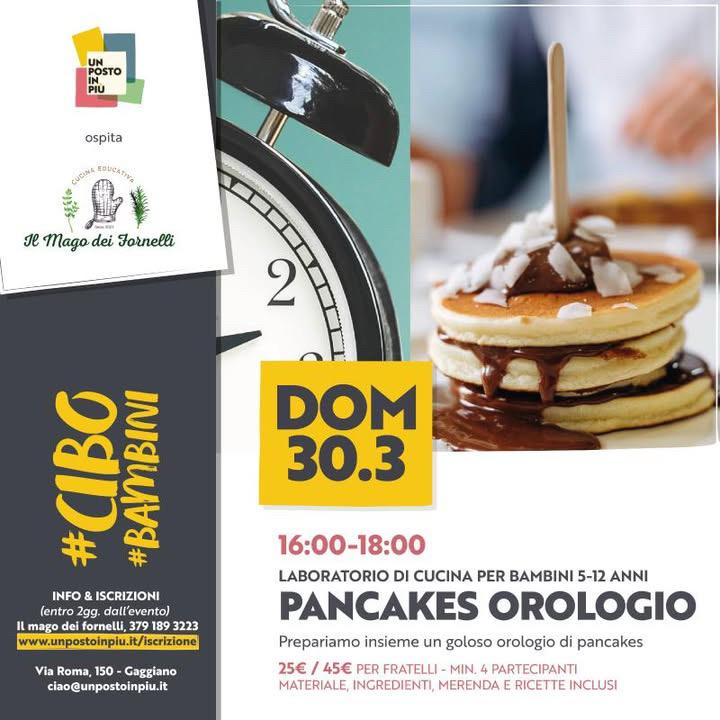 UN
POSTO
IN
PIU
ospita
CUCINA EDUCATIVA
Il Mago dei Fornelli
2
#CIBO
#BAMBINI
INFO & ISCRIZIONI
(entro 2gg. dall'evento)
Il mago dei fornelli, 379 189 3223
www.unpostoinpiu.it/iscrizione
Via Roma, 150 - Gaggiano
ciao@unpostoinpiu.it
DOM
30.3
16:00-18:00
LABORATORIO DI CUCINA PER BAMBINI 5-12 ANNI
PANCAKES OROLOGIO
Prepariamo insieme un goloso orologio di pancakes
25€ / 45€ PER FRATELLI - MIN. 4 PARTECIPANTI
MATERIALE, INGREDIENTI, MERENDA E RICETTE INCLUSI